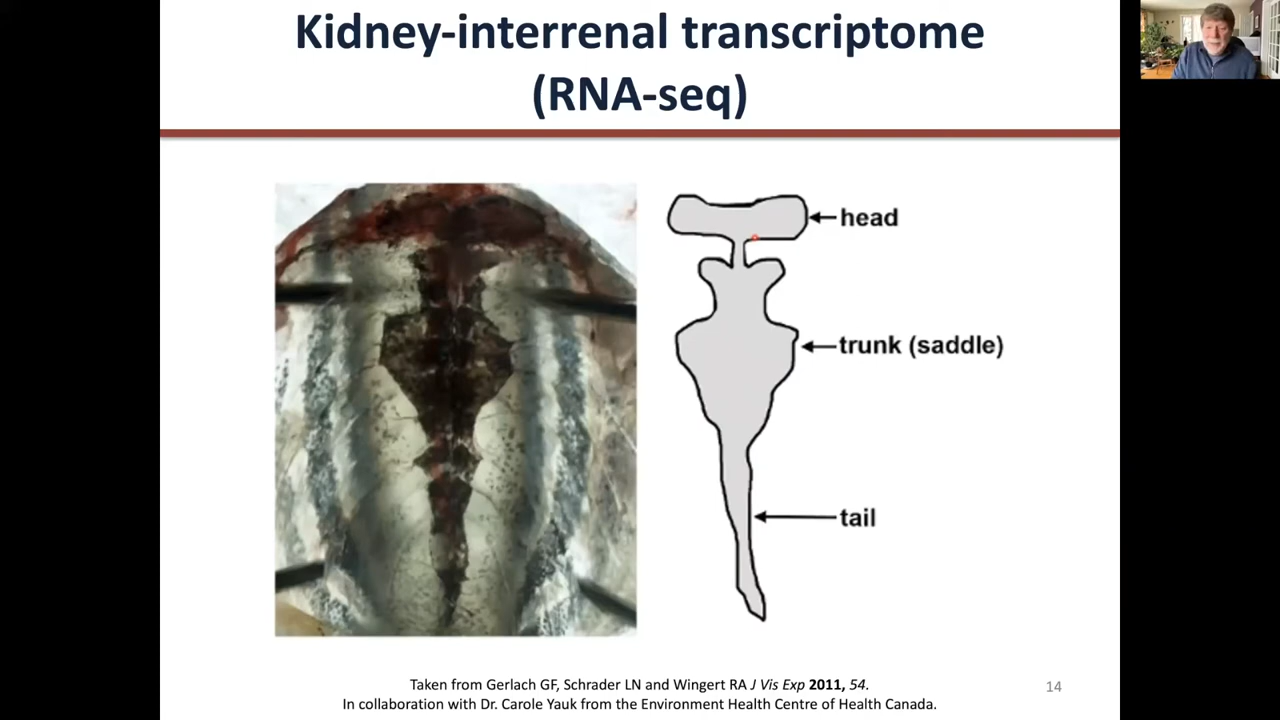 Kidney-interrenal transcriptome
(RNA-seq)
head
trunk (saddle)
tail
Taken from Gerlach GF, Schrader LN and Wingert RA J Vis Exp 2011, 54.
In collaboration with Dr. Carole Yauk from the Environment Health Centre of Health Canada.
14